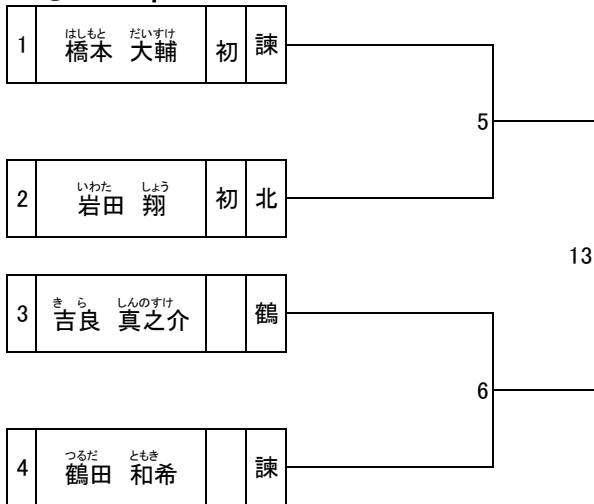 はしもと だいすけ
1 橋本 大輔 初 諫
5
いわた しょう
2 岩田 翔 初 北
13
きら しんのすけ
3 吉良 真之介 鶴
6
つるだ ともき
4 鶴田 和希 諫